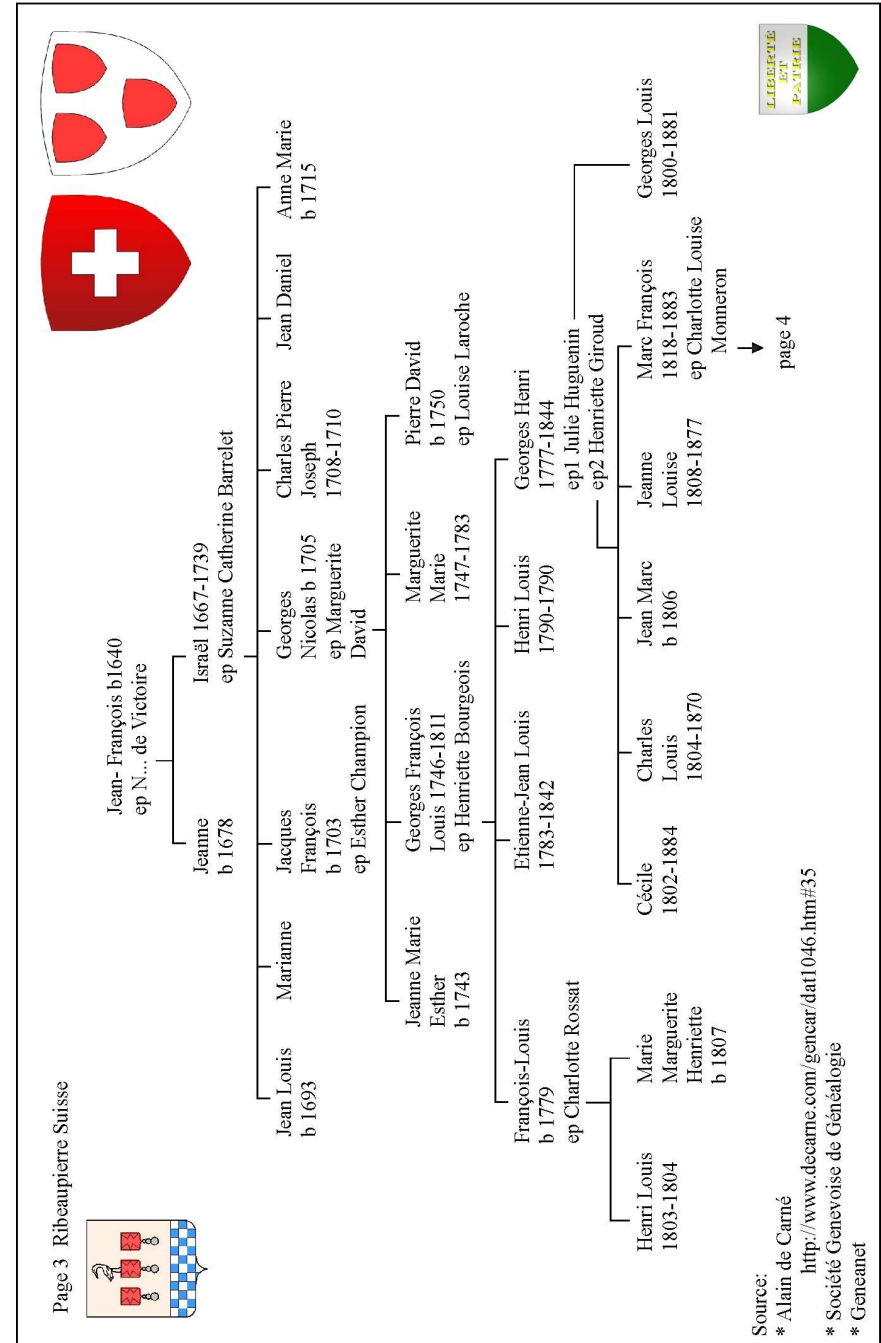 Page 3   Ribeaupierre Suisse
LIBERTÉ
ET
PATRIE
Jean- François b1640
ep N... de Victoire
Jeanne
b 1678
Israël 1667-1739
ep Suzanne Catherine Barrelet
Jean Louis
b 1693
Marianne
Jacques
François
b 1703
ep Esther Champion
Georges
Nicolas b 1705
ep Marguerite
David
Charles Pierre
Joseph
1708-1710
Jean Daniel
Anne Marie
b 1715
Jeanne Marie
Esther
b 1743
Georges François
Louis 1746-1811
ep Henriette Bourgeois
Marguerite
Marie
1747-1783
Pierre David
b 1750
ep Louise Laroche
François-Louis
b 1779
ep Charlotte Rossat
Etienne-Jean Louis
1783-1842
Henri Louis
1790-1790
Georges Henri
1777-1844
ep1 Julie Huguenin
ep2 Henriette Giroud
Henri Louis
1803-1804
Marie
Marguerite
Henriette
b 1807
Cécile
1802-1884
Charles
Louis
1804-1870
Jean Marc
b 1806
Jeanne
Louise
1808-1877
Marc François
1818-1883
ep Charlotte Louise
Monneron
Georges Louis
1800-1881
page 4
Source:
* Alain de Carné
http://www.decarne.com/gencar/dat1046.htm#35
* Société Genevoise de Généalogie
* Geneanet